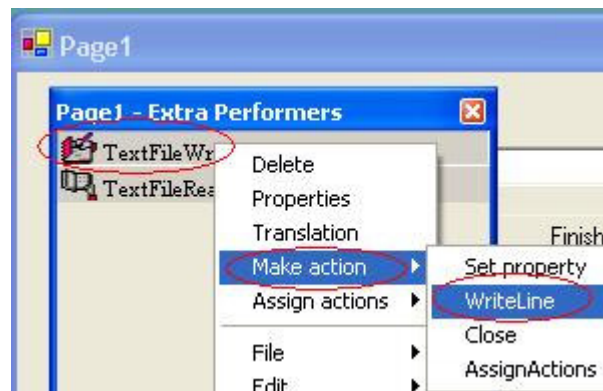 Page1
Page1 - Extra Performers
TextFileWr
TextFileRea
Delete
Properties
Translation
Make action
Assign actions
File
Edit
Finish
Set property
WriteLine
Close
AssignActions